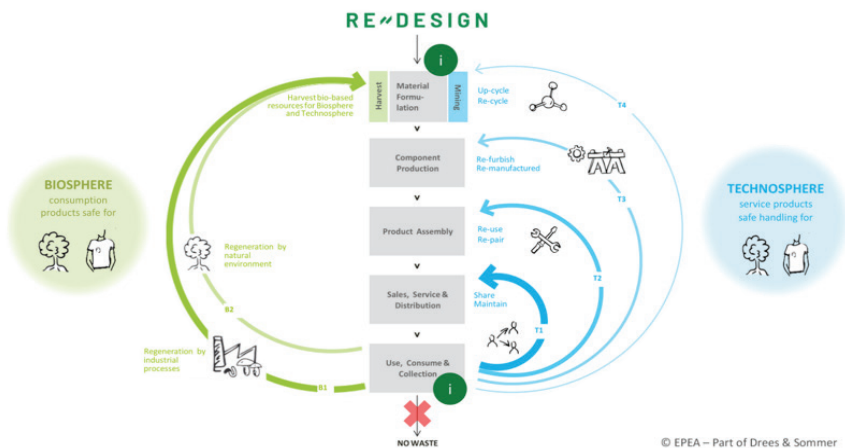 RE~DESIGN
i
Harvest
Material
Formu-
lation
Mining
Harvest bio-based
resources for Biosphere
and Technosphere
Up-cycle
Re-cycle
T4
v
Component
Production
Re-furbish
Re-manufactured
T3
v
BIOSPHERE
consumption
products safe for
TECHNOSPHERE
service products
safe handling for
Product Assembly
Re-use
Re-pair
T2
Regeneration by
natural
environment
v
Sales, Service &
Distribution
Share
Maintain
T1
B2
v
Regeneration by
industrial
processes
Use, Consume &
Collection
B1
i
NO WASTE
© EPEA – Part of Drees & Sommer